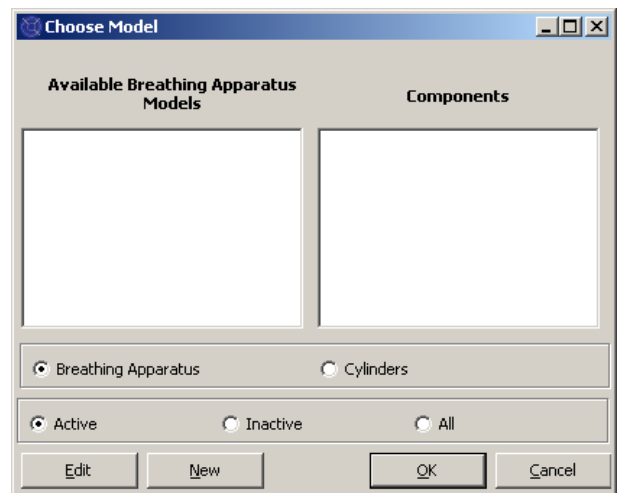 Choose Model
Available Breathing Apparatus
Models
Components
Breathing Apparatus
Cylinders
Active
Inactive
All
Edit
New
OK
Cancel